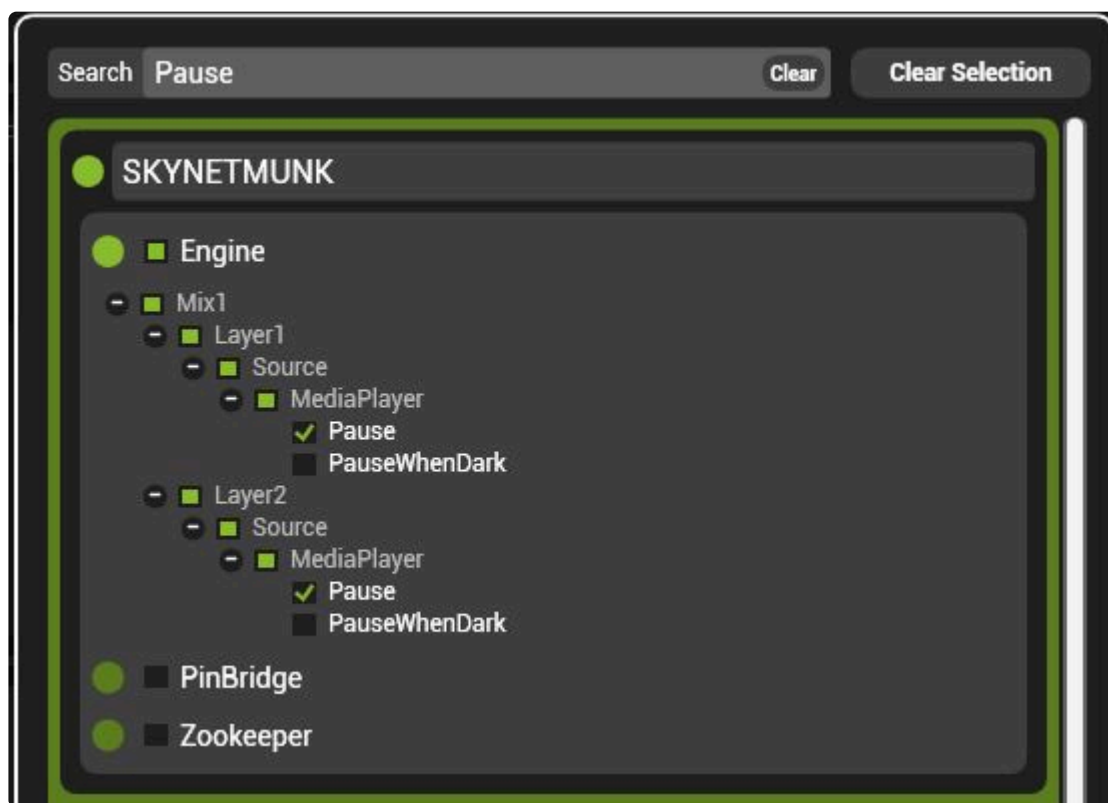 Search Pause Clear Clear Selection
SKYNETMUNK
Engine
Mix1
Layer1
Source
MediaPlayer
Pause
PauseWhenDark
Layer2
Source
MediaPlayer
Pause
PauseWhenDark
PinBridge
Zookeeper